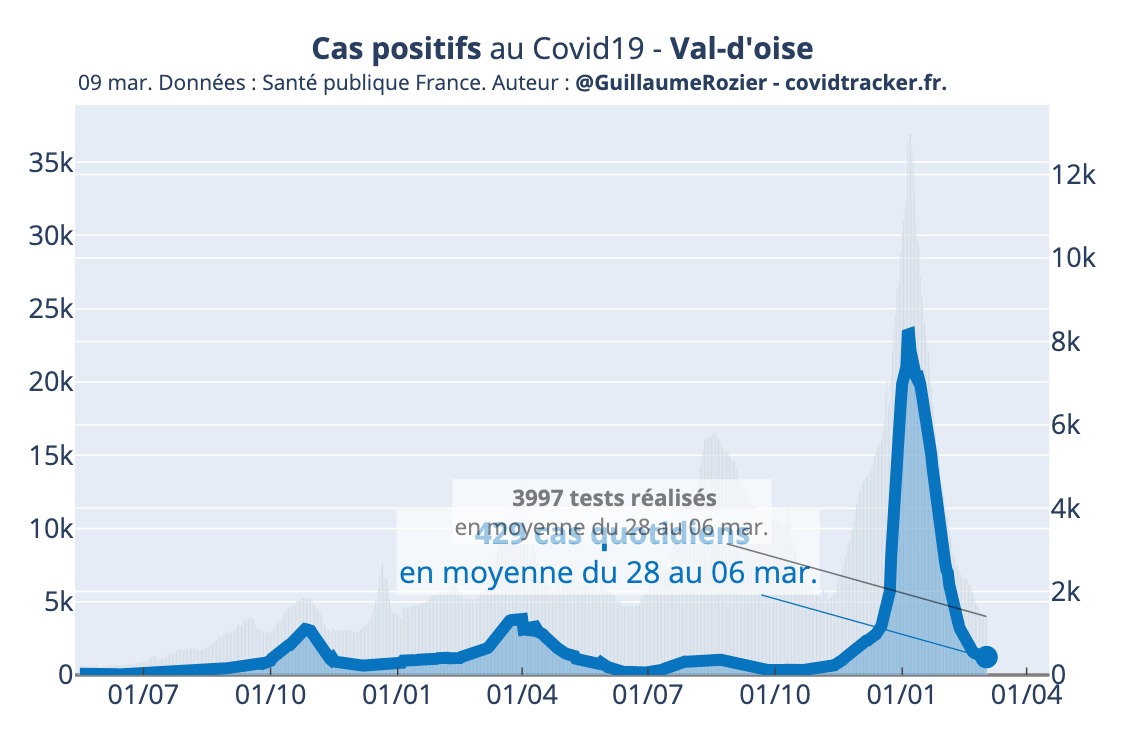 Cas positifs au Covid19 - Val-d'oise
09 mar. Données : Santé publique France. Auteur : @GuillaumeRozier - covidtracker.fr.
35k
12k
30k
10k
25k
8k
20k
6k
15k
3997 tests réalisés
4k
en moyenne du 28 au 06 mar.
10k
429 cas quotidiens
en moyenne du 28 au 06 mar.
2k
5k
0
0
01/07
01/10
01/01
01/04
01/07
01/10
01/01
01/04